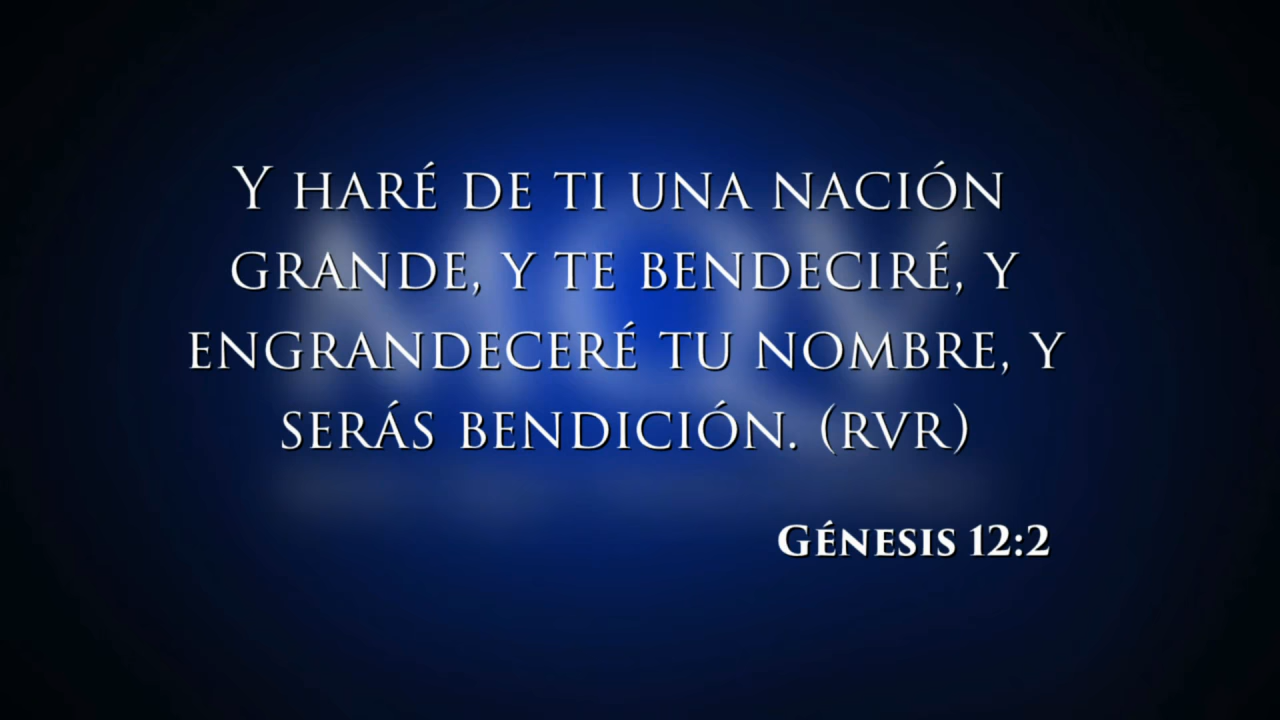 Y haré de ti una nación
grande, y te bendeciré, y
engrandeceré tu nombre, y
serás bendición. (RVR)
Génesis 12:2